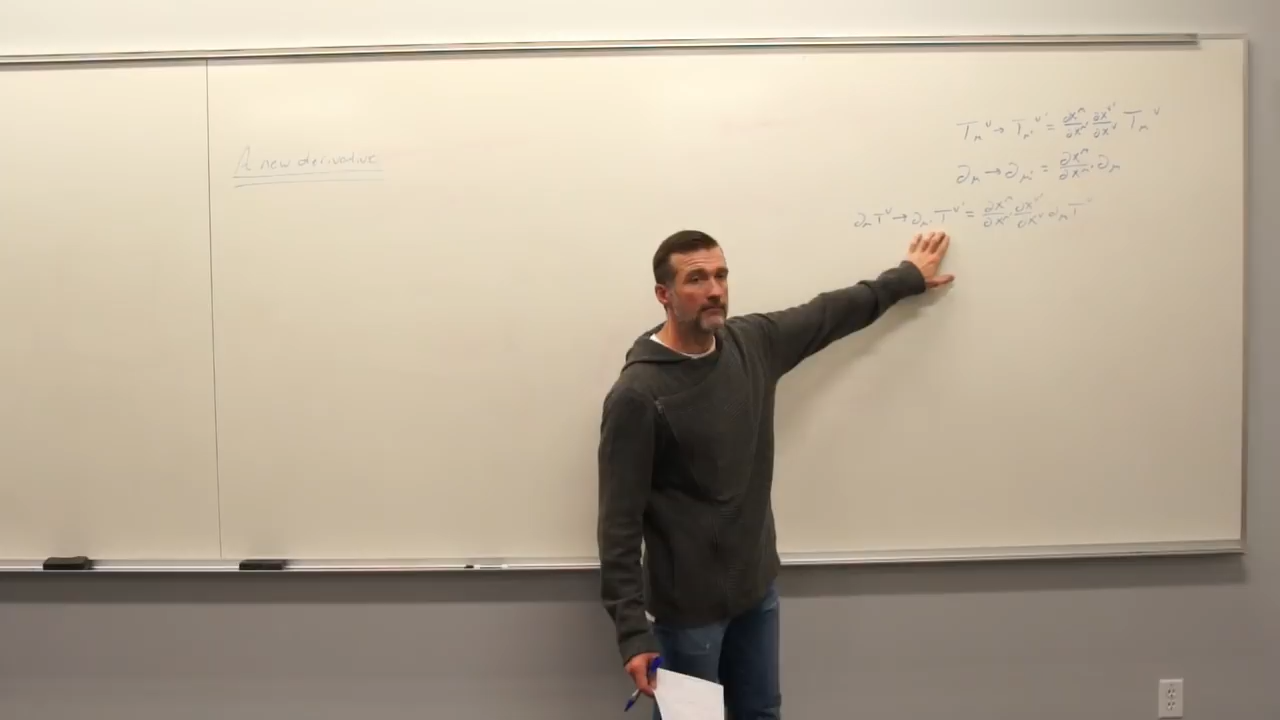 A new derivative
T_μ^ν → T_μ'^ν' = ∂x^μ/∂x^μ' ∂x^ν'/∂x^ν T_μ^ν
∂_μ → ∂_μ' = ∂x^μ/∂x^μ' ∂_μ
∂_μ T^ν → ∂_μ' T^ν' = ∂x^μ/∂x^μ' ∂x^ν'/∂x^ν ∂_μ T^ν